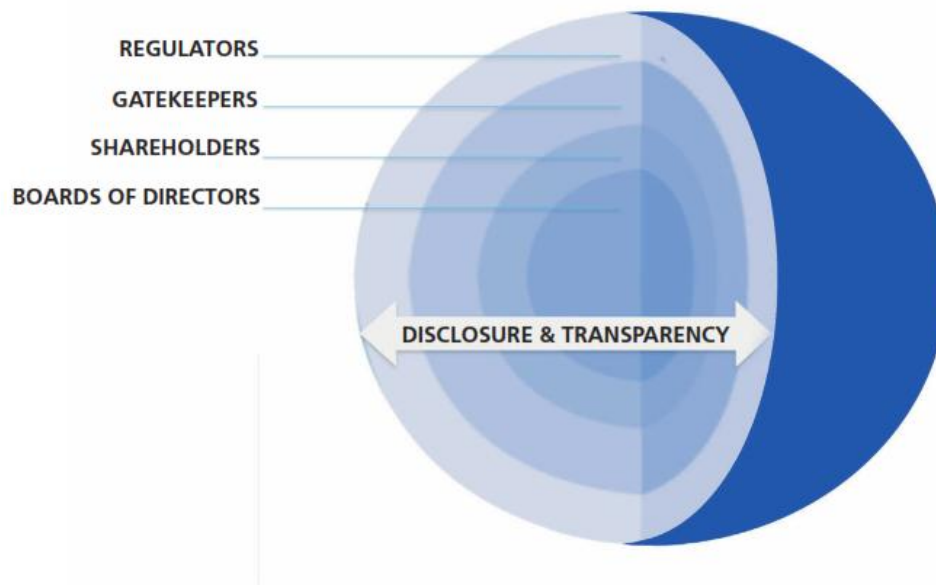 REGULATORS
GATEKEEPERS
SHAREHOLDERS
BOARDS OF DIRECTORS
DISCLOSURE & TRANSPARENCY